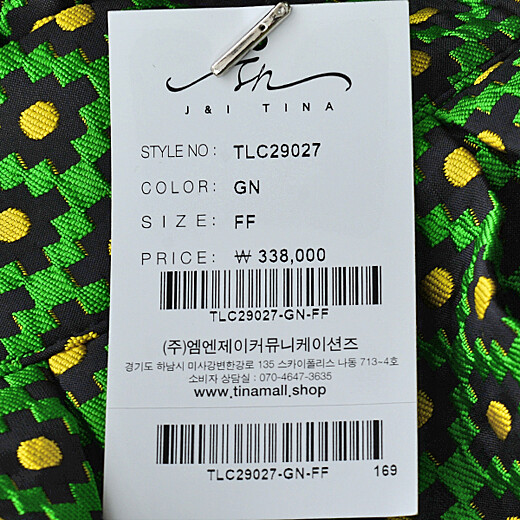 J & I TINA
STYLE NO : TLC29027
COLOR: GN
SIZE: FF
PRICE: ₩ 338,000
TLC29027-GN-FF
(주)엠엔제이커뮤니케이션즈
경기도 하남시 미사강변한강로 135 스카이폴리스 나동 713-4호
소비자 상담실 : 070-4647-3635
www.tinamall.shop
TLC29027-GN-FF 169